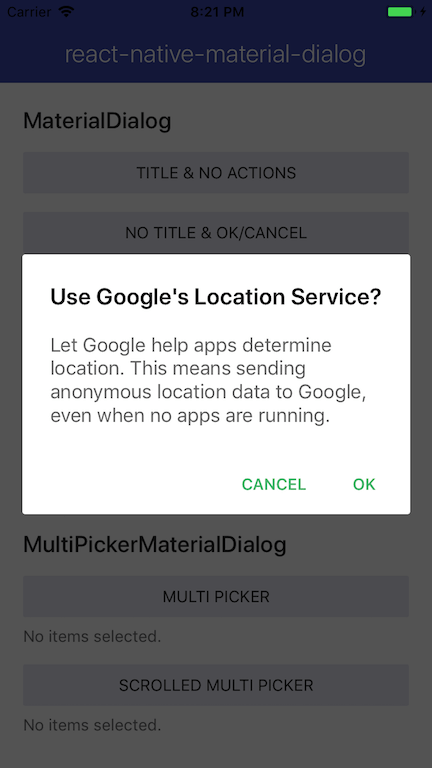 Carrier 8:21 PM
react-native-material-dialog
MaterialDialog
TITLE & NO ACTIONS
NO TITLE & OK/CANCEL
Use Google's Location Service?
Let Google help apps determine
location. This means sending
anonymous location data to Google,
even when no apps are running.
CANCEL OK
MultiPickerMaterialDialog
MULTI PICKER
No items selected.
SCROLLED MULTI PICKER
No items selected.